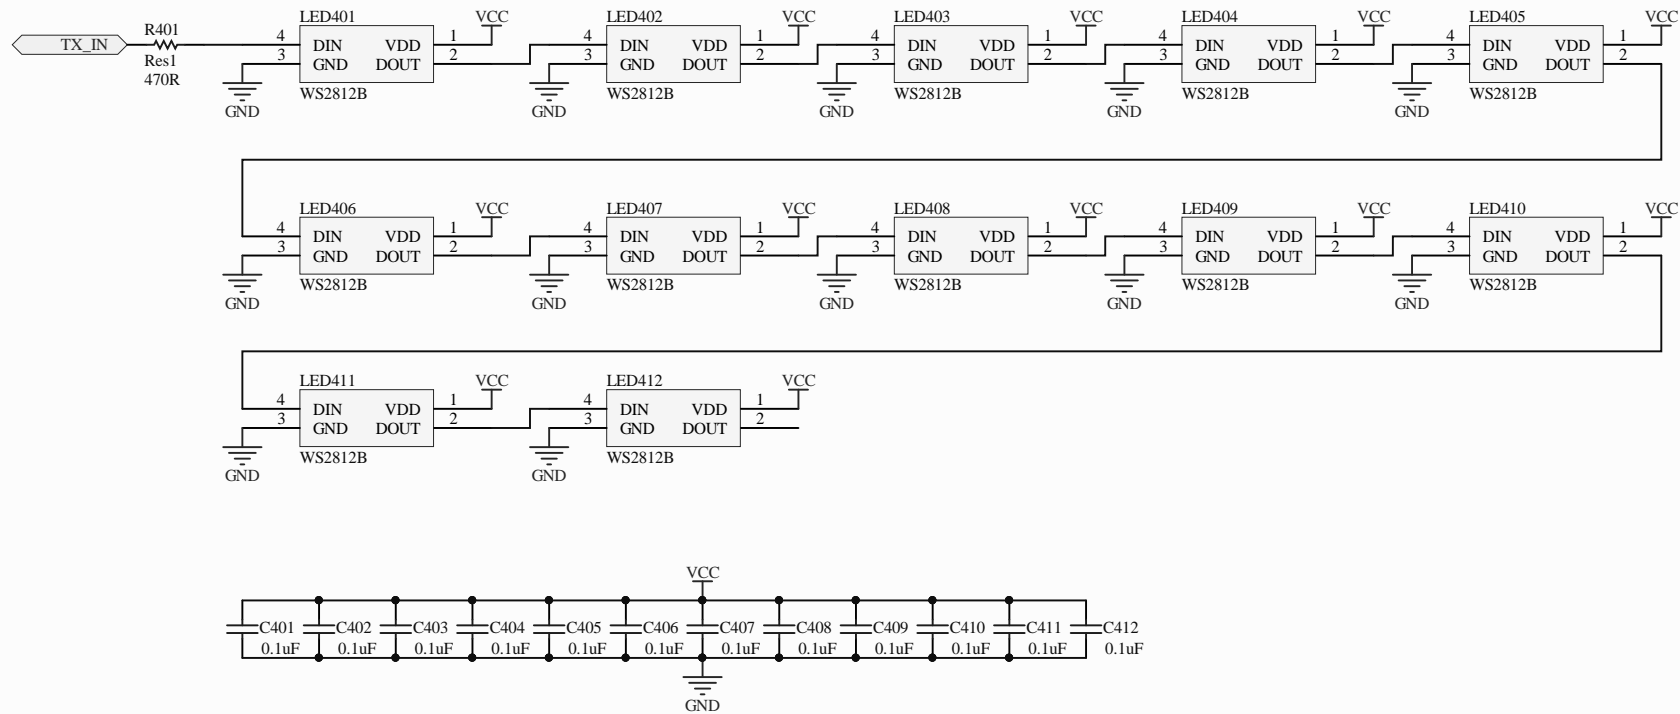 TX_IN
R401
Res1
470R
LED401 VCC LED402 VCC LED403 VCC LED404 VCC LED405 VCC
4 DIN VDD 1 4 DIN VDD 1 4 DIN VDD 1 4 DIN VDD 1 4 DIN VDD 1
3 GND DOUT 2 3 GND DOUT 2 3 GND DOUT 2 3 GND DOUT 2 3 GND DOUT 2
WS2812B WS2812B WS2812B WS2812B WS2812B
GND GND GND GND GND
LED406 VCC LED407 VCC LED408 VCC LED409 VCC LED410 VCC
4 DIN VDD 1 4 DIN VDD 1 4 DIN VDD 1 4 DIN VDD 1 4 DIN VDD 1
3 GND DOUT 2 3 GND DOUT 2 3 GND DOUT 2 3 GND DOUT 2 3 GND DOUT 2
WS2812B WS2812B WS2812B WS2812B WS2812B
GND GND GND GND GND
LED411 VCC LED412 VCC
4 DIN VDD 1 4 DIN VDD 1
3 GND DOUT 2 3 GND DOUT 2
WS2812B WS2812B
GND GND
VCC
C401 C402 C403 C404 C405 C406 C407 C408 C409 C410 C411 C412
0.1uF 0.1uF 0.1uF 0.1uF 0.1uF 0.1uF 0.1uF 0.1uF 0.1uF 0.1uF 0.1uF 0.1uF
GND